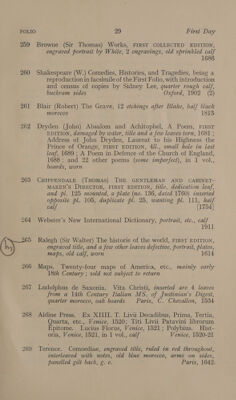 FOLIO 29 First Day
259 Browne (Sir Thomas) Works, FIRST COLLECTED EDITION,
engraved portrait by White, 2 engravings, old sprinkled calf
1686
260 Shakespeare (W.) Comedies, Histories, and Tragedies, being a
reproduction in facsimile of the First Folio, with introduction
and census of copies by Sidney Lee, quarter rough calf,
buckram sides Oxford, 1902 (2)
261 Blair (Robert) The Grave, 12 etchings after Blake, half black
morocco 1813
262 Dryden (John) Absalom and Achitophel, A Poem, FIRST
EDITION, damaged by water, title and a few leaves torn, 1681;
Address of John Dryden, Laureat to his Highness the
Prince of Orange, FIRST EDITION, ib., small hole in last
leaf, 1689; A Poem in Defence of the Church of England,
1688; and 22 other poems (some imperfect), in 1 vol.,
boards, worn
263 CHIPPENDALE (THOMAS) THE GENTLEMAN AND CABINET-
MAKER'S DIRECTOR, FIRST EDITION, title, dedication leaf,
and pl. 125 mounted, a plate (no. 136, dated 1753) inserted
opposite pl. 105, duplicate pl. 25, wanting pl. 111, half
calf [1754]
264 Webster's New International Dictionary, portrait, etc., calf
1911
265 Ralegh (Sir Walter) The historie of the world, FIRST EDITION,
engraved title, and a few other leaves defective, portrait, plates,
maps, old calf, worn 1614
266 Maps. Twenty-four maps of America, etc., mainly early
18th Century; sold not subject to return
267 Ludolphus de Saxonia. Vita Christi, inserted are 4 leaves
from a 14th Century Italian MS. of Justinian's Digest,
quarter morocco, oak boards Paris, C. Chevallon, 1534
268 Aldine Press. Ex XIIII. T. Livii Decadibus, Prima, Tertia,
Quarta, etc., Venice, 1520; Titi Livii Patavini librorum
Epitome. Lucius Florus, Venice, 1521; Polybius. Hist-
oria, Venice, 1521, in 1 vol., calf Venice, 1520-21
269 Terence. Comoediae, engraved title, ruled in red throughout,
interleaved with notes, old blue morocco, arms on sides,
panelled gilt back, g. e. Paris, 1642